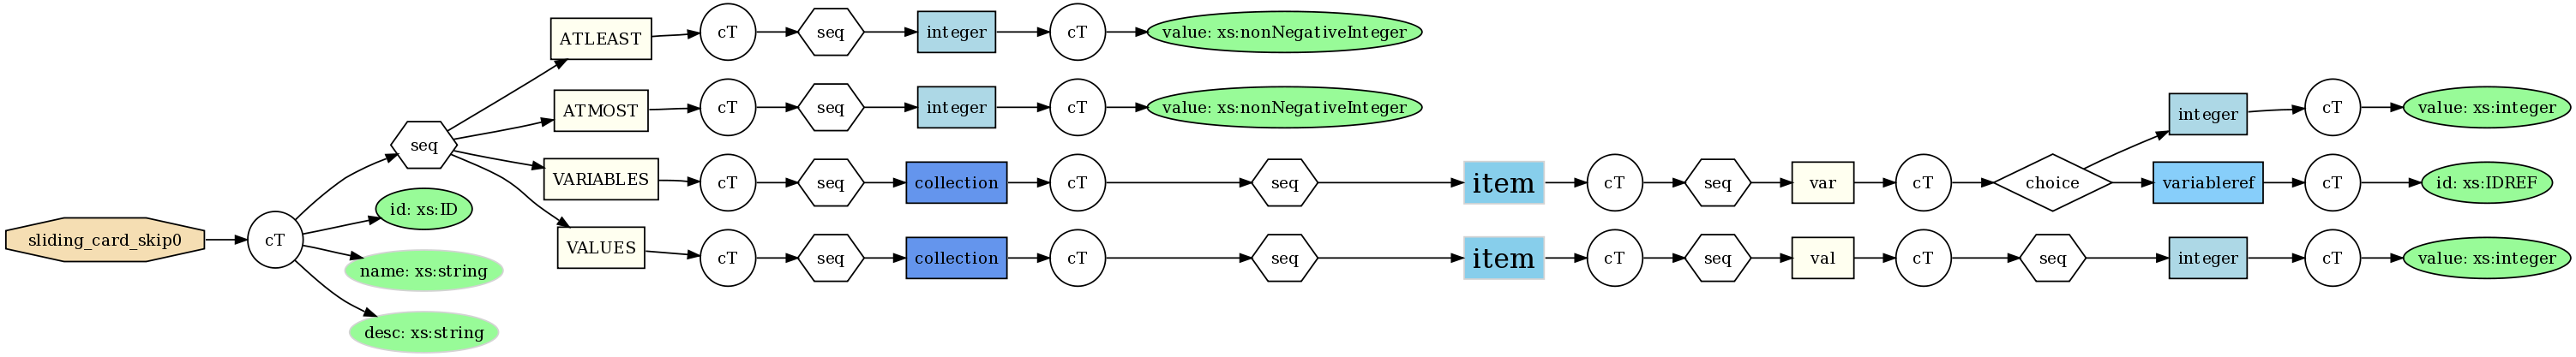 sliding_card_skip0
cT
seq
id: xs:ID
name: xs:string
desc: xs:string
ATLEAST
cT
seq
integer
cT
value: xs:nonNegativeInteger
ATMOST
cT
seq
integer
cT
value: xs:nonNegativeInteger
VARIABLES
cT
seq
collection
cT
seq
item
cT
seq
var
cT
choice
integer
cT
value: xs:integer
variableref
cT
id: xs:IDREF
VALUES
cT
seq
collection
cT
seq
item
cT
seq
val
cT
seq
integer
cT
value: xs:integer